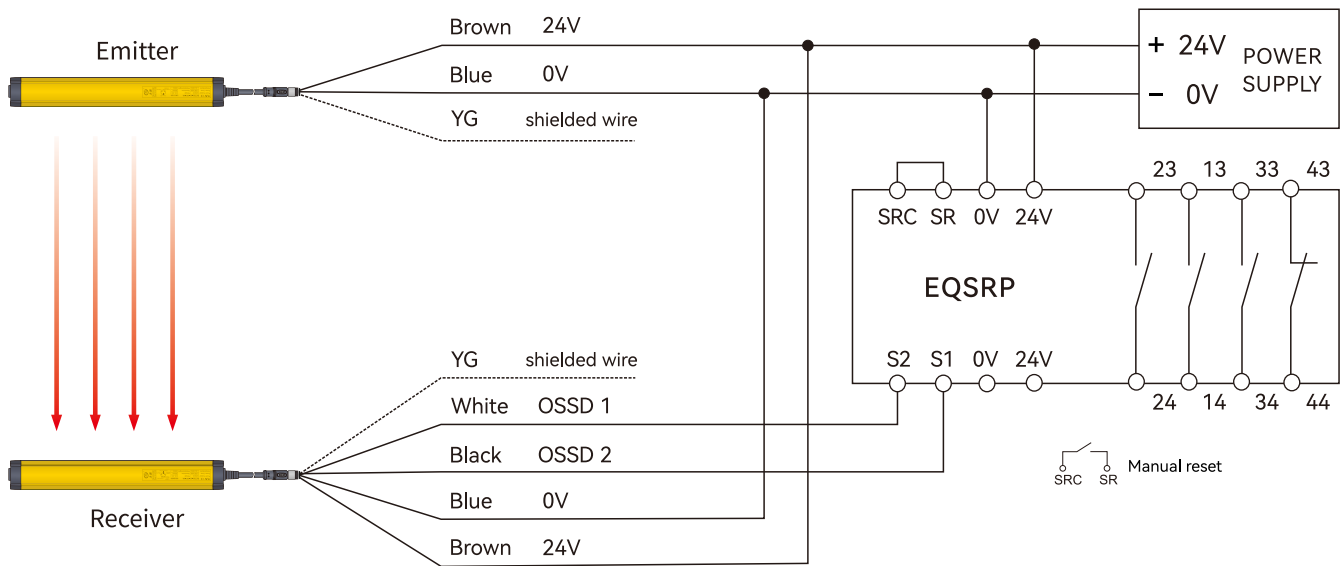 Emitter
Brown 24V
Blue 0V
YG shielded wire
+ 24V
− 0V
POWER
SUPPLY
23 13 33 43
SRC SR 0V 24V
EQSRP
S2 S1 0V 24V
24 14 34 44
YG shielded wire
White OSSD 1
Black OSSD 2
Blue 0V
Brown 24V
Receiver
SRC SR
Manual reset